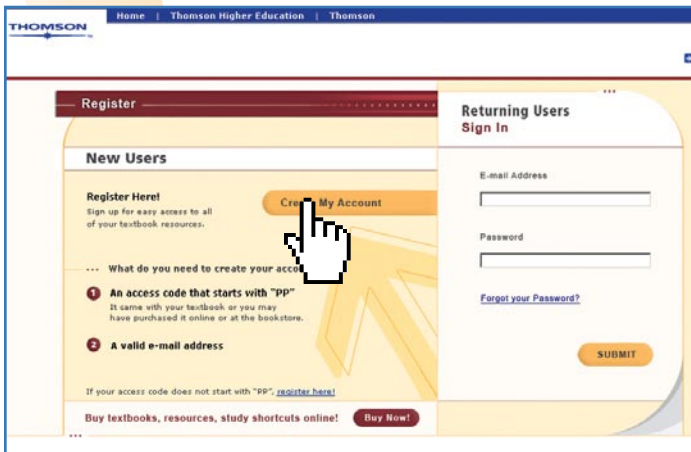 Home | Thomson Higher Education | Thomson
THOMSON
Register
New Users
Register Here!
Sign up for easy access to all
of your textbook resources.
Create My Account
... What do you need to create your
1 An access code that starts with "PP"
It came with your textbook or you may
have purchased it online or at the bookstore.
2 A valid e-mail address
If your access code does not start with "PP", register here!
Buy textbooks, resources, study shortcuts online! Buy Now!
Returning Users
Sign In
E-mail Address
Password
Forgot your Password?
SUBMIT